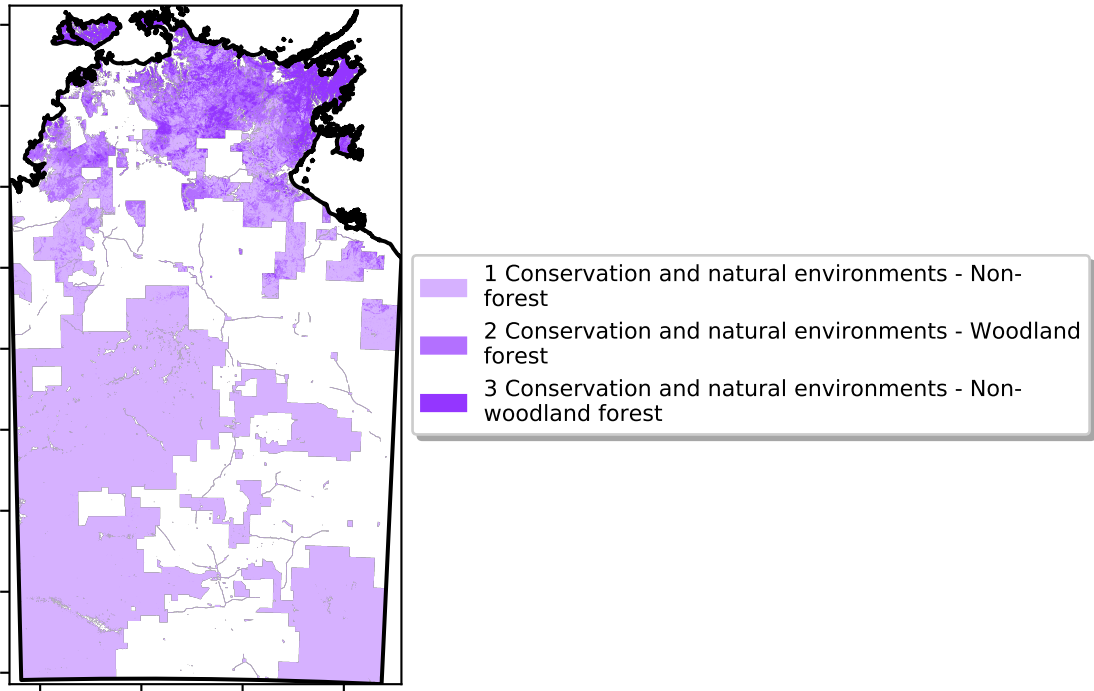 1 Conservation and natural environments - Non-
forest
2 Conservation and natural environments - Woodland
forest
3 Conservation and natural environments - Non-
woodland forest